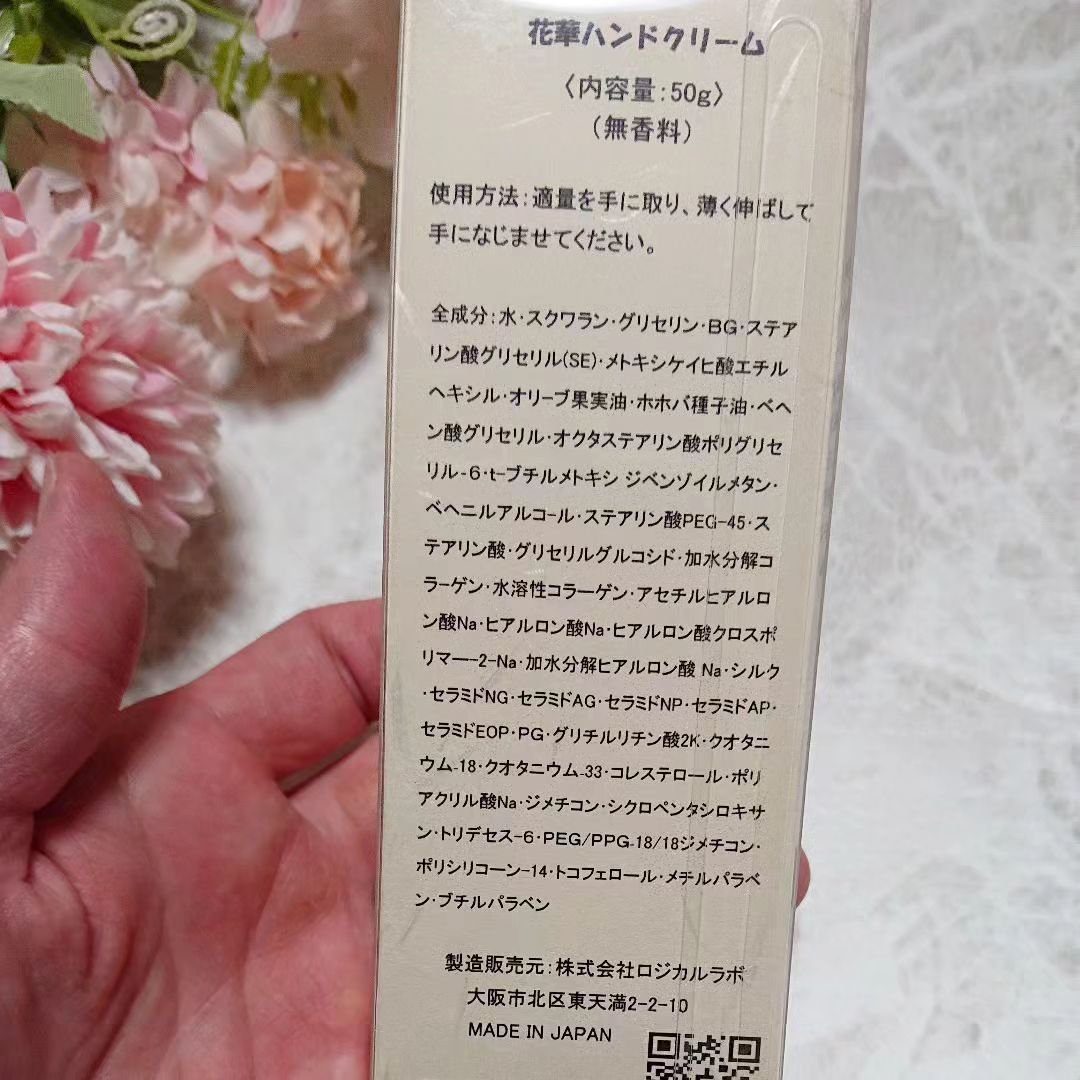 花華ハンドクリーム
〈内容量:50g〉
(無香料)
使用方法:適量を手に取り、薄く伸ばして
手になじませてください。
全成分:水・スクワラン・グリセリン・BG・ステア
リン酸グリセリル(SE)・メトキシケイヒ酸エチル
ヘキシル・オリーブ果実油・ホホバ種子油・ベヘ
ン酸グリセリル・オクタステアリン酸ポリグリセ
リル-6・t-ブチルメトキシ ジベンゾイルメタン・
ベヘニルアルコール・ステアリン酸PEG-45・ス
テアリン酸・グリセリルグルコシド・加水分解コ
ラーゲン・水溶性コラーゲン・アセチルヒアルロ
ン酸Na・ヒアルロン酸Na・ヒアルロン酸クロスポ
リマー-2-Na・加水分解ヒアルロン酸 Na・シルク
・セラミドNG・セラミドAG・セラミドNP・セラミドAP・
セラミドEOP・PG・グリチルリチン酸2K・クオタニ
ウム-18・クオタニウム-33・コレステロール・ポリ
アクリル酸Na・ジメチコン・シクロペンタシロキサ
ン・トリデセス-6・PEG/PPG-18/18ジメチコン・
ポリシリコーン-14・トコフェロール・メチルパラベ
ン・ブチルパラベン
製造販売元:株式会社ロジカルラボ
大阪市北区東天満2-2-10
MADE IN JAPAN